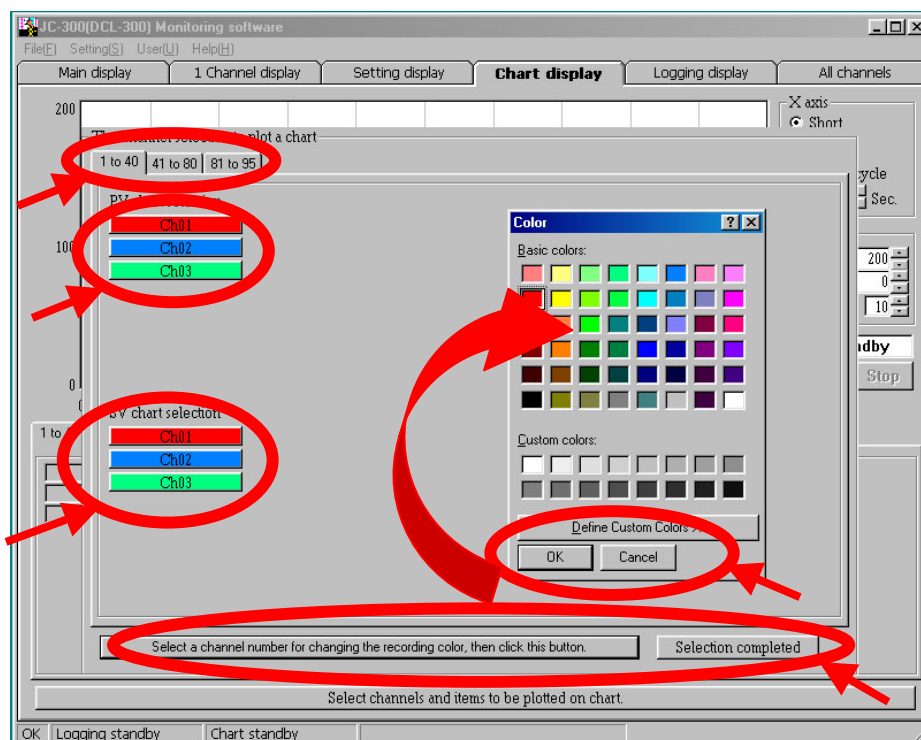 JC-300(DCL-300) Monitoring software
File(F) Setting(S) User(U) Help(H)
Main display 1 Channel display Setting display Chart display Logging display All channels
200
X axis
Short
plot a chart
1 to 40 41 to 80 81 to 95
Sec.
Ch01
Ch02
Ch03
100
Color
Basic colors:
200
0
10
Stop
0
SV chart selection
1 to
Ch01
Ch02
Ch03
Custom colors:
Define Custom Colors
OK Cancel
Select a channel number for changing the recording color, then click this button. Selection completed
Select channels and items to be plotted on chart.
OK Logging standby Chart standby